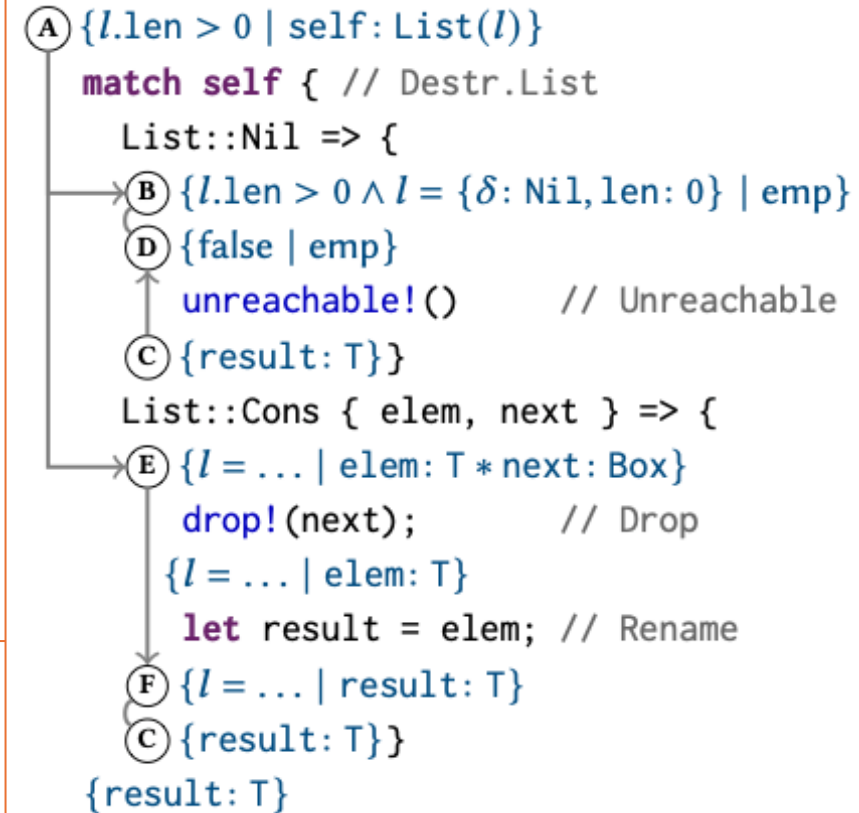 A {l.len > 0 | self: List(l)}
match self { // Destr.List
List::Nil => {
B {l.len > 0 ∧ l = {δ: Nil, len: 0} | emp}
D {false | emp}
unreachable!() // Unreachable
C {result: T}}
List::Cons { elem, next } => {
E {l = ... | elem: T * next: Box}
drop!(next); // Drop
{l = ... | elem: T}
let result = elem; // Rename
F {l = ... | result: T}
C {result: T}}
{result: T}